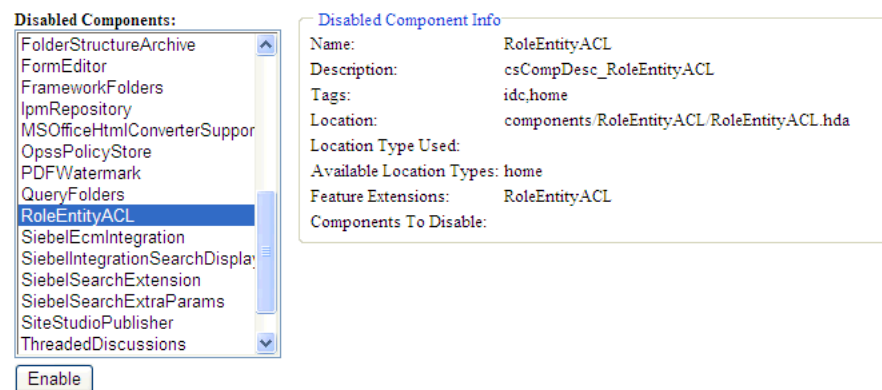 Disabled Components:
FolderStructureArchive
FormEditor
FrameworkFolders
IpmRepository
MSOfficeHtmlConverterSuppor
OpssPolicyStore
PDFWatermark
QueryFolders
RoleEntityACL
SiebelEcmIntegration
SiebelIntegrationSearchDisplay
SiebelSearchExtension
SiebelSearchExtraParams
SiteStudioPublisher
ThreadedDiscussions
Enable
Disabled Component Info
Name: RoleEntityACL
Description: csCompDesc_RoleEntityACL
Tags: idc,home
Location: components/RoleEntityACL/RoleEntityACL.hda
Location Type Used:
Available Location Types: home
Feature Extensions: RoleEntityACL
Components To Disable: